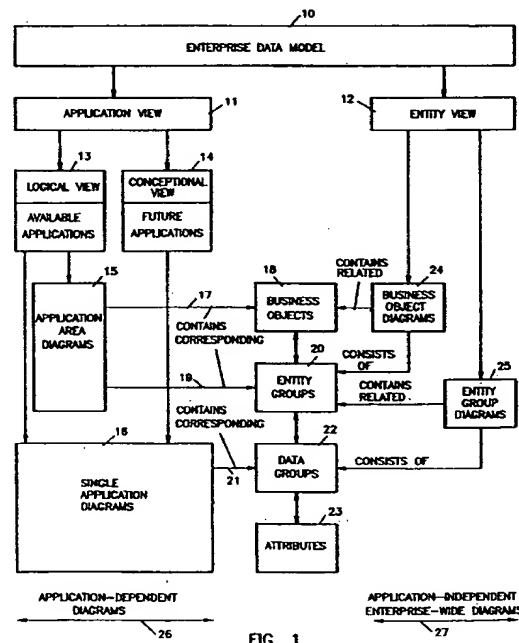 10
ENTERPRISE DATA MODEL
11
APPLICATION VIEW
12
ENTITY VIEW
13
LOGICAL VIEW
AVAILABLE
APPLICATIONS
14
CONCEPTIONAL
VIEW
FUTURE
APPLICATIONS
15
APPLICATION
AREA
DIAGRAMS
17
CONTAINS
CORRESPONDING
18
BUSINESS
OBJECTS
CONTAINS
RELATED
24
BUSINESS
OBJECT
DIAGRAMS
19
20
ENTITY
GROUPS
CONSISTS
OF
CONTAINS
RELATED
25
ENTITY
GROUP
DIAGRAMS
CONTAINS
CORRESPONDING
16
SINGLE
APPLICATION
DIAGRAMS
21
22
DATA
GROUPS
CONSISTS OF
23
ATTRIBUTES
APPLICATION-DEPENDENT
DIAGRAMS
26
APPLICATION-INDEPENDENT
ENTERPRISE-WIDE DIAGRAMS
27
FIG. 1